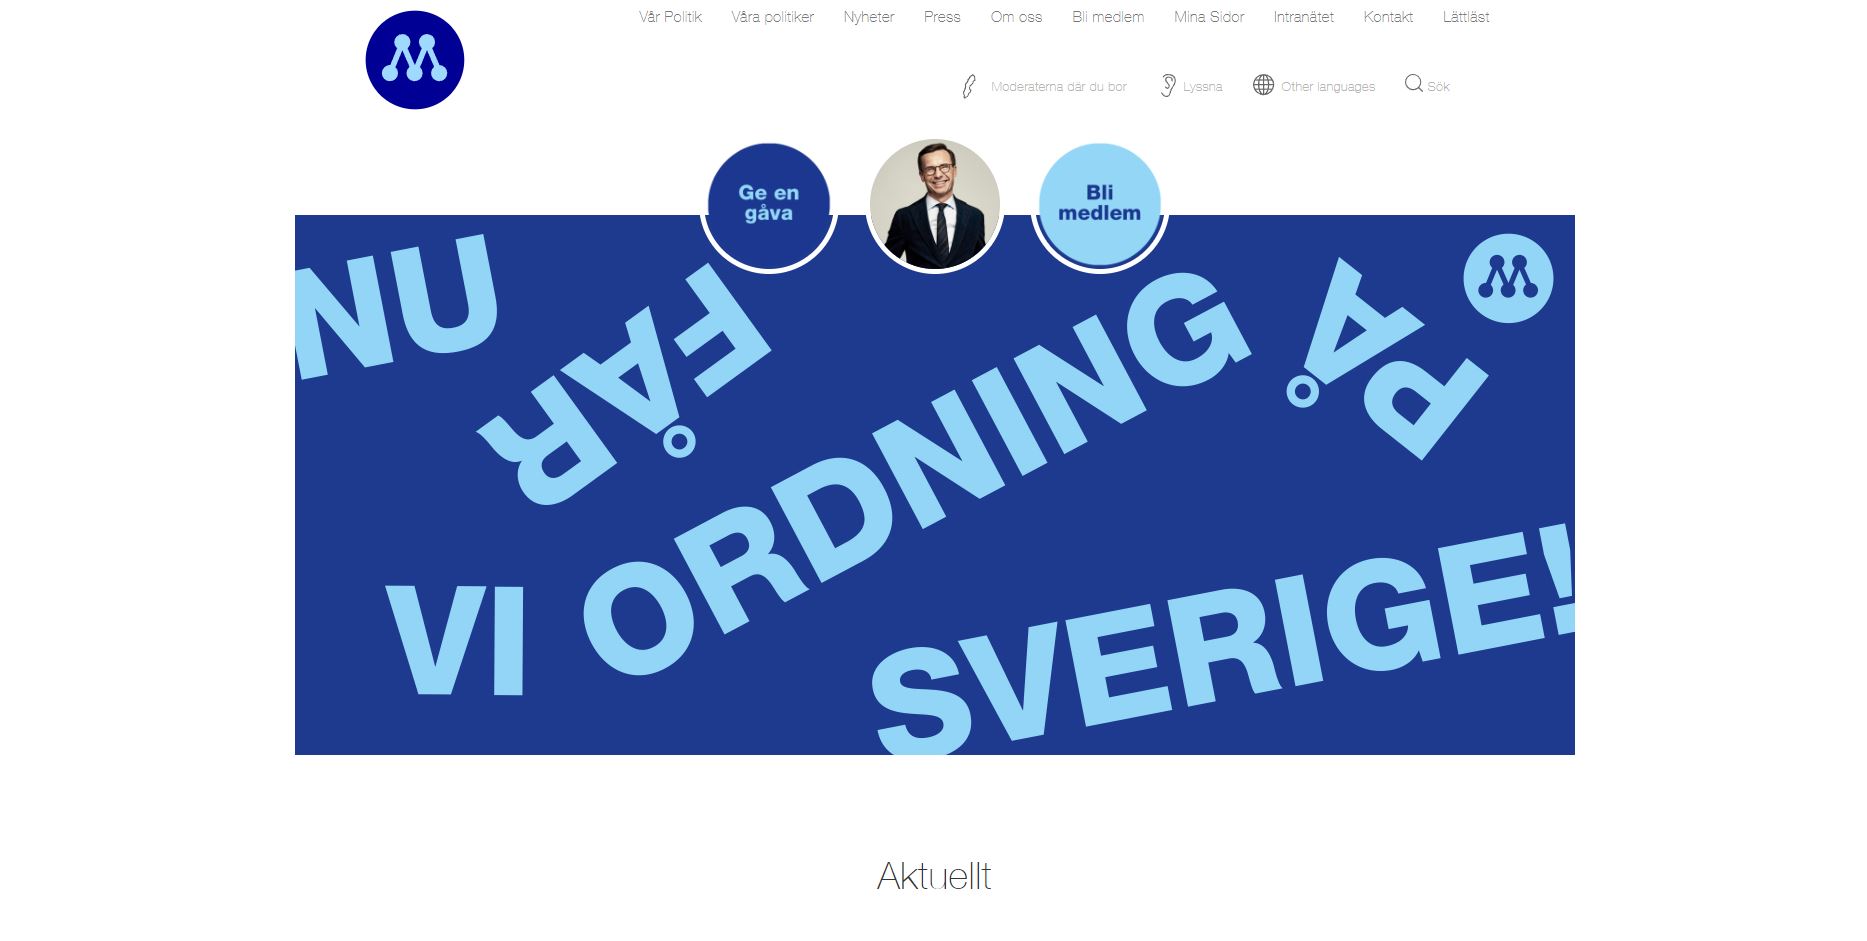 Vår Politik Våra politiker Nyheter Press Om oss Bli medlem Mina Sidor Intranätet Kontakt Lättläst
Moderaterna där du bor Lyssna Other languages Sök
Ge en
gåva
Bli
medlem
NU
FÅR
VI
ORDNING
PÅ
SVERIGE!
Aktuellt